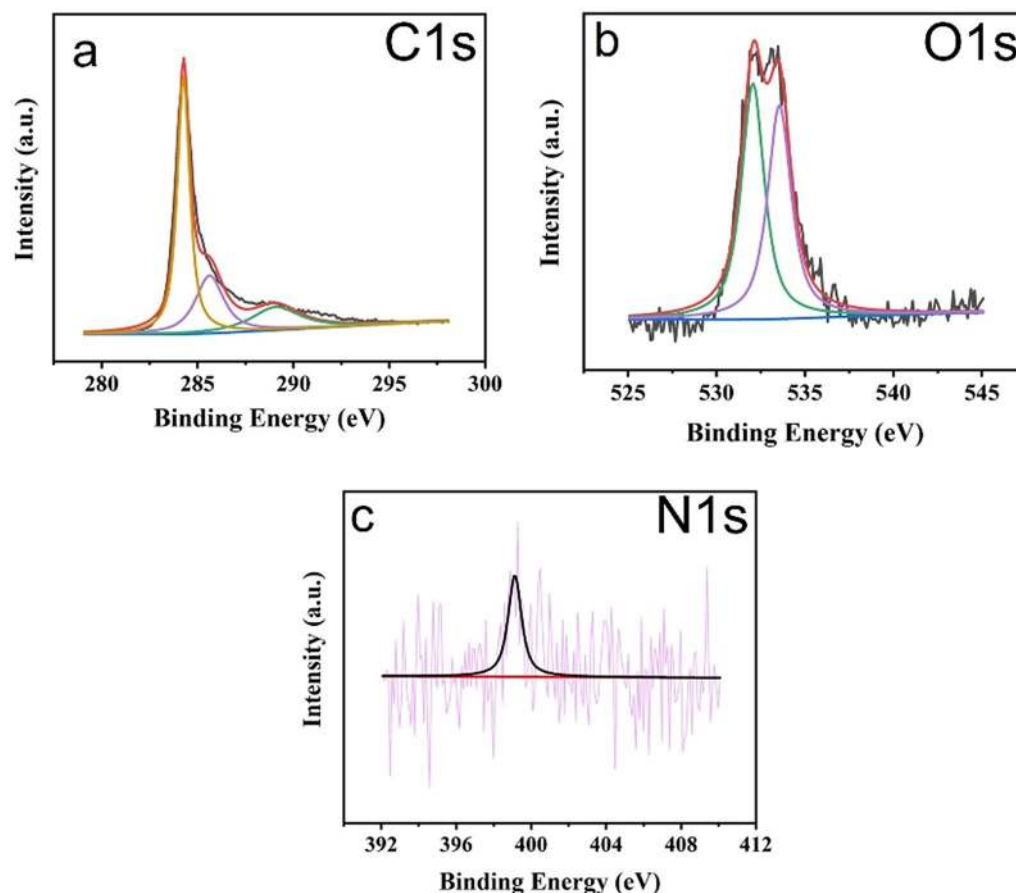 a
C1s
Intensity (a.u.)
280 285 290 295 300
Binding Energy (eV)
b
O1s
Intensity (a.u.)
525 530 535 540 545
Binding Energy (eV)
c
N1s
Intensity (a.u.)
392 396 400 404 408 412
Binding Energy (eV)